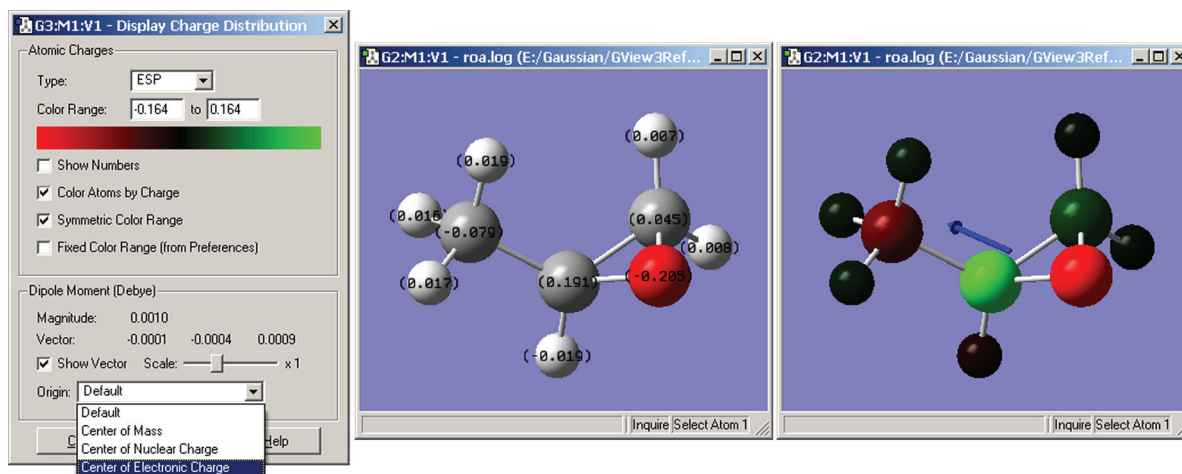 G3:M1:V1 - Display Charge Distribution
Atomic Charges
Type: ESP
Color Range: -0.164 to 0.164
Show Numbers
Color Atoms by Charge
Symmetric Color Range
Fixed Color Range (from Preferences)
Dipole Moment (Debye)
Magnitude: 0.0010
Vector: -0.0001 -0.0004 0.0009
Show Vector Scale: x 1
Origin: Default
Default
Center of Mass
Center of Nuclear Charge
Center of Electronic Charge
Help
G2:M1:V1 - roa.log (E:/Gaussian/GView3Ref...
(0.007)
(0.019)
(0.016)
(-0.079)
(0.045)
(0.008)
(0.017)
(0.191)
(-0.205)
(-0.019)
Inquire Select Atom 1
G2:M1:V1 - roa.log (E:/Gaussian/GView3Ref...
Inquire Select Atom 1